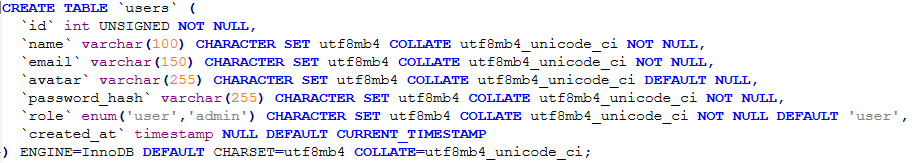 CREATE TABLE `users` (
  `id` int UNSIGNED NOT NULL,
  `name` varchar(100) CHARACTER SET utf8mb4 COLLATE utf8mb4_unicode_ci NOT NULL,
  `email` varchar(150) CHARACTER SET utf8mb4 COLLATE utf8mb4_unicode_ci NOT NULL,
  `avatar` varchar(255) CHARACTER SET utf8mb4 COLLATE utf8mb4_unicode_ci DEFAULT NULL,
  `password_hash` varchar(255) CHARACTER SET utf8mb4 COLLATE utf8mb4_unicode_ci NOT NULL,
  `role` enum('user','admin') CHARACTER SET utf8mb4 COLLATE utf8mb4_unicode_ci NOT NULL DEFAULT 'user',
  `created_at` timestamp NULL DEFAULT CURRENT_TIMESTAMP
) ENGINE=InnoDB DEFAULT CHARSET=utf8mb4 COLLATE=utf8mb4_unicode_ci;